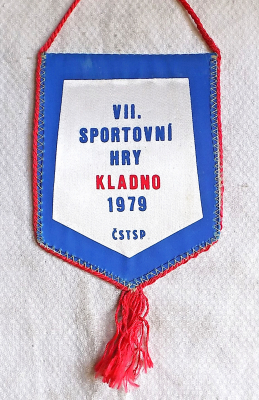 VII.
SPORTOVNÍ
HRY
KLADNO
1979
ČSTSP